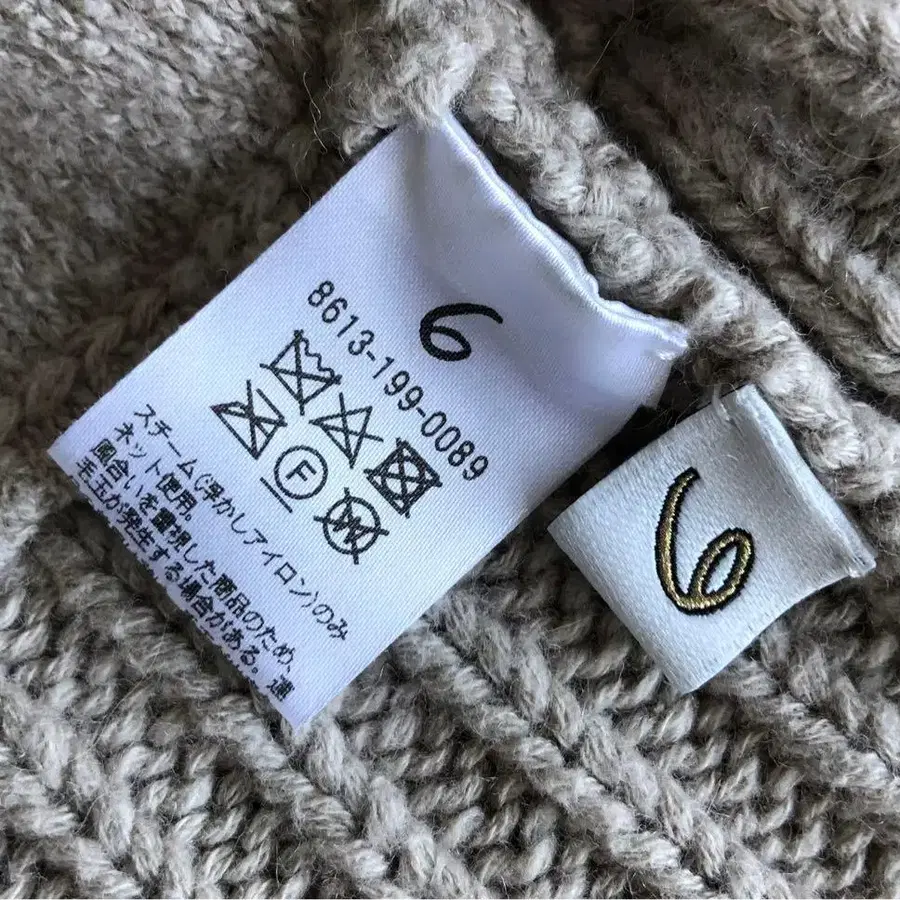 6
8613-199-0089
F
W
スチーム(浮かしアイロン)のみ
ネット使用。
風合いを重視した商品のため、
毛玉が発生する場合がある。連
6